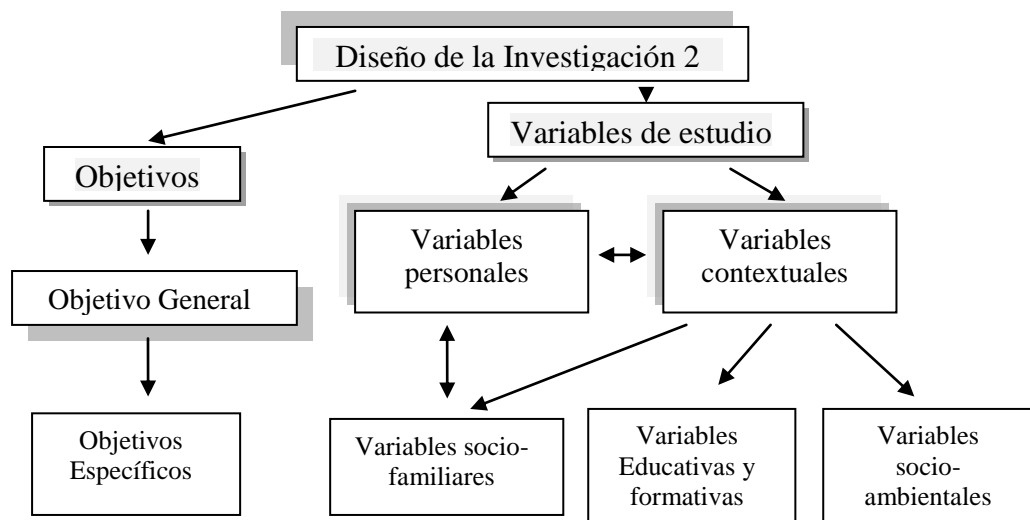 Diseño de la Investigación 2
Variables de estudio
Objetivos
Variables
personales
Variables
contextuales
Objetivo General
Objetivos
Específicos
Variables socio-
familiares
Variables
Educativas y
formativas
Variables
socio-
ambientales